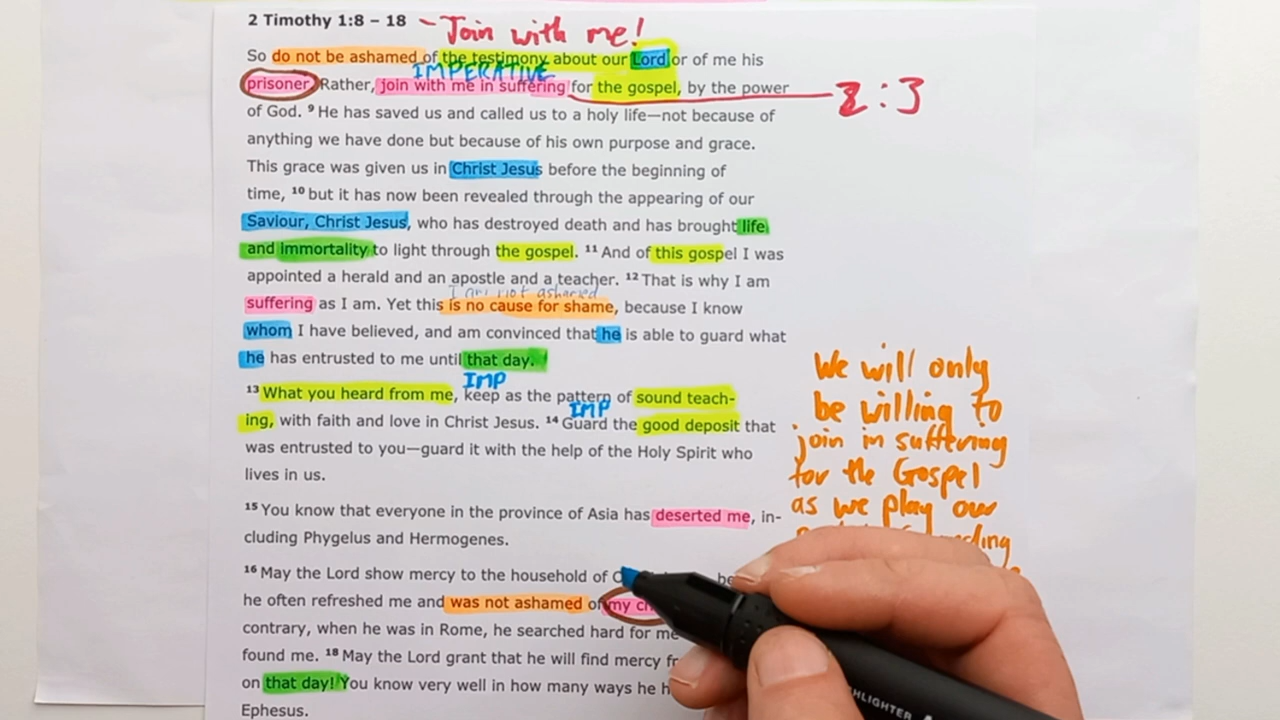 2 Timothy 1:8 – 18 - Join with me!
So do not be ashamed of the testimony about our Lord or of me his
IMPERATIVE
prisoner. Rather, join with me in suffering for the gospel, by the power 2:3
of God. ⁹ He has saved us and called us to a holy life—not because of
anything we have done but because of his own purpose and grace.
This grace was given us in Christ Jesus before the beginning of
time, ¹⁰ but it has now been revealed through the appearing of our
Saviour, Christ Jesus, who has destroyed death and has brought life
and immortality to light through the gospel. ¹¹ And of this gospel I was
appointed a herald and an apostle and a teacher. ¹² That is why I am
I am not ashamed
suffering as I am. Yet this is no cause for shame, because I know
whom I have believed, and am convinced that he is able to guard what
he has entrusted to me until that day.
IMP
¹³ What you heard from me, keep as the pattern of sound teach-
IMP
ing, with faith and love in Christ Jesus. ¹⁴ Guard the good deposit that
was entrusted to you—guard it with the help of the Holy Spirit who
lives in us.
¹⁵ You know that everyone in the province of Asia has deserted me, in-
cluding Phygelus and Hermogenes.
¹⁶ May the Lord show mercy to the household of
he often refreshed me and was not ashamed of my
contrary, when he was in Rome, he searched hard for me
found me. ¹⁸ May the Lord grant that he will find mercy
on that day! You know very well in how many ways he
Ephesus.
We will only
be willing to
join in suffering
for the Gospel
as we play our
HIGHLIGHTER